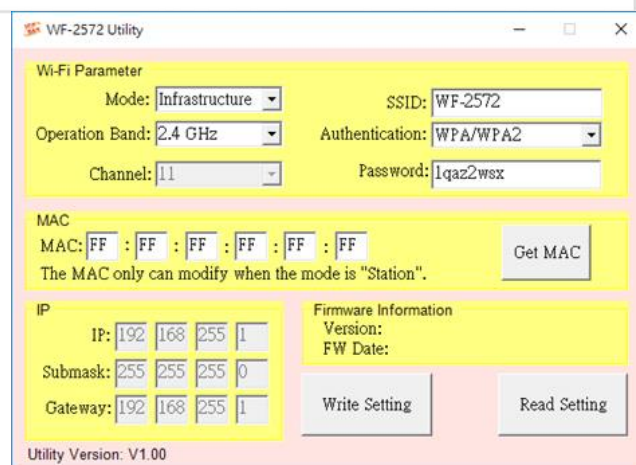 WF-2572 Utility
Wi-Fi Parameter
Mode: Infrastructure
SSID: WF-2572
Operation Band: 2.4 GHz
Authentication: WPA/WPA2
Channel: 11
Password: 1qaz2wsx
MAC
MAC: FF : FF : FF : FF : FF : FF
Get MAC
The MAC only can modify when the mode is "Station".
IP
IP: 192 168 255 1
Submask: 255 255 255 0
Gateway: 192 168 255 1
Firmware Information
Version:
FW Date:
Write Setting
Read Setting
Utility Version: V1.00